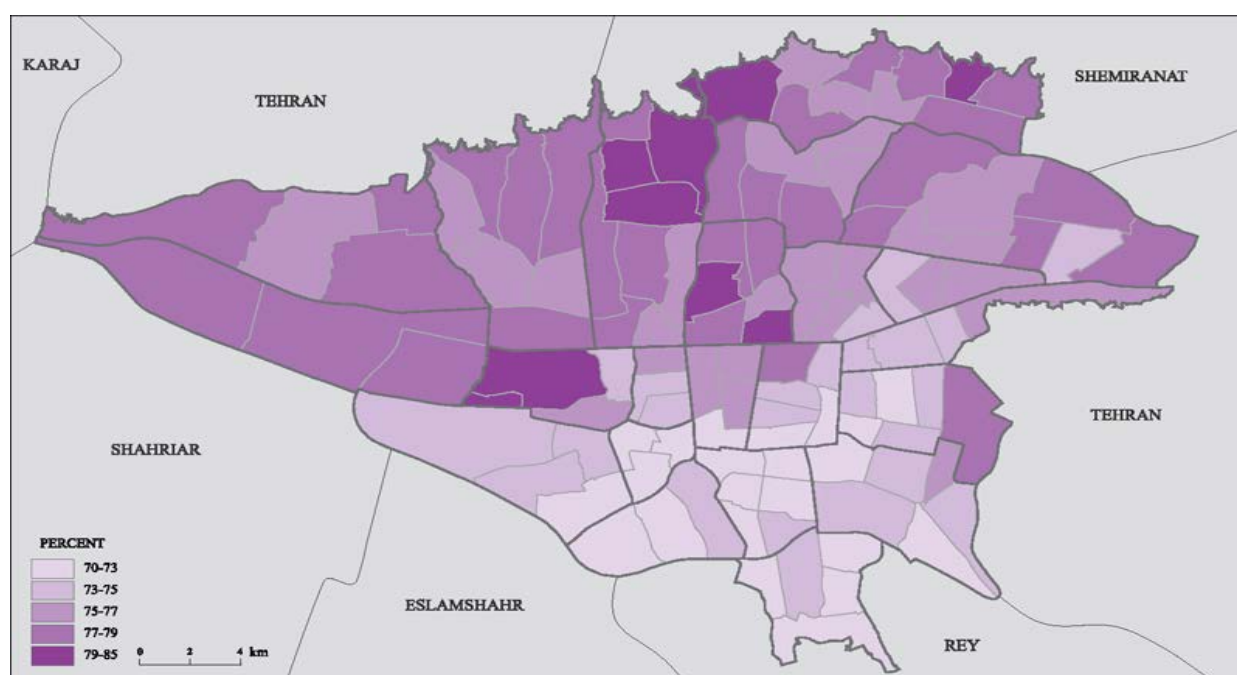 KARAJ
TEHRAN
SHEMIRANAT
TEHRAN
SHAHRIAR
ESLAMSHAHR
REY
PERCENT
70-73
73-75
75-77
77-79
79-85
0 2 4 km